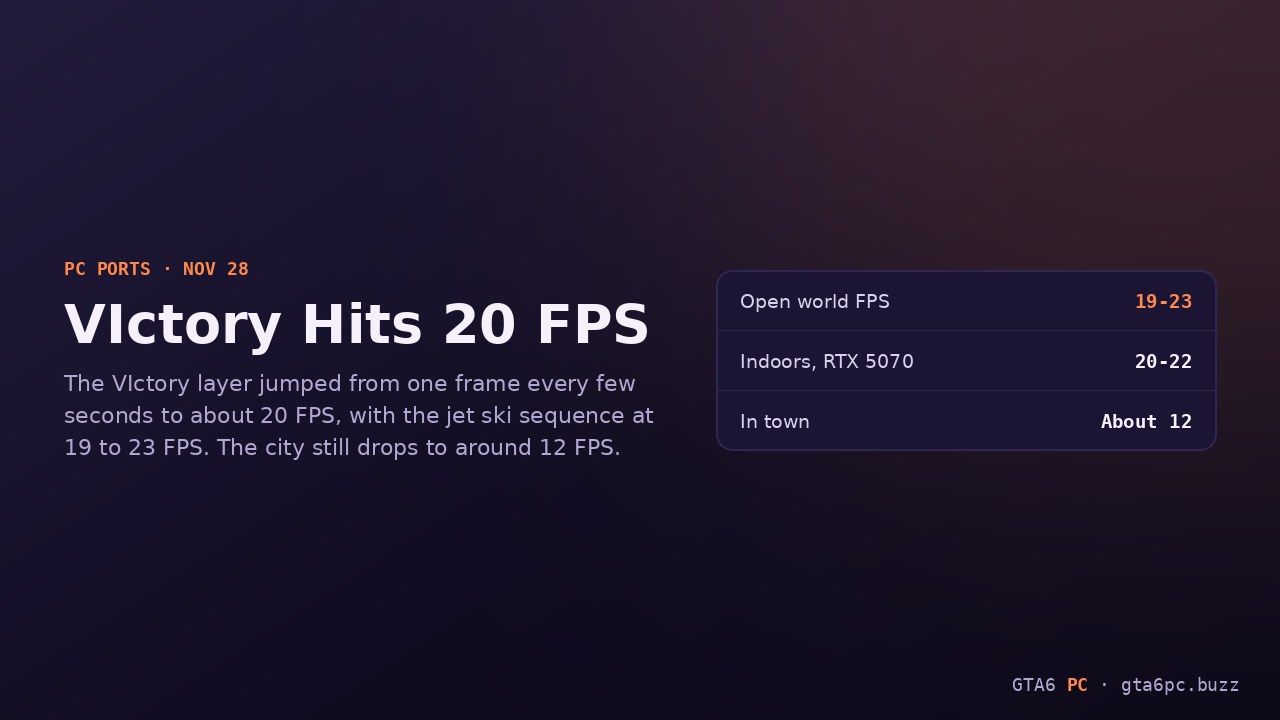 PC PORTS · NOV 28
VIctory Hits 20 FPS
The VIctory layer jumped from one frame every few
seconds to about 20 FPS, with the jet ski sequence at
19 to 23 FPS. The city still drops to around 12 FPS.
Open world FPS 19-23
Indoors, RTX 5070 20-22
In town About 12
GTA6 PC · gta6pc.buzz